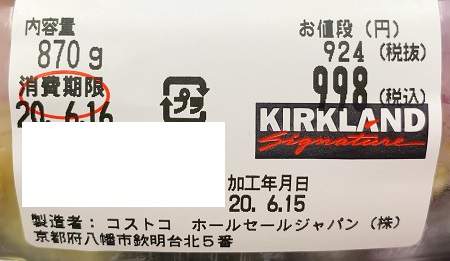 内容量
870g
お値段(円)
924(税抜)
消費期限
20.6.16
プラ
998(税込)
KIRKLAND
Signature
加工年月日
20.6.15
製造者:コストコ ホールセールジャパン(株)
京都府八幡市欽明台北5番